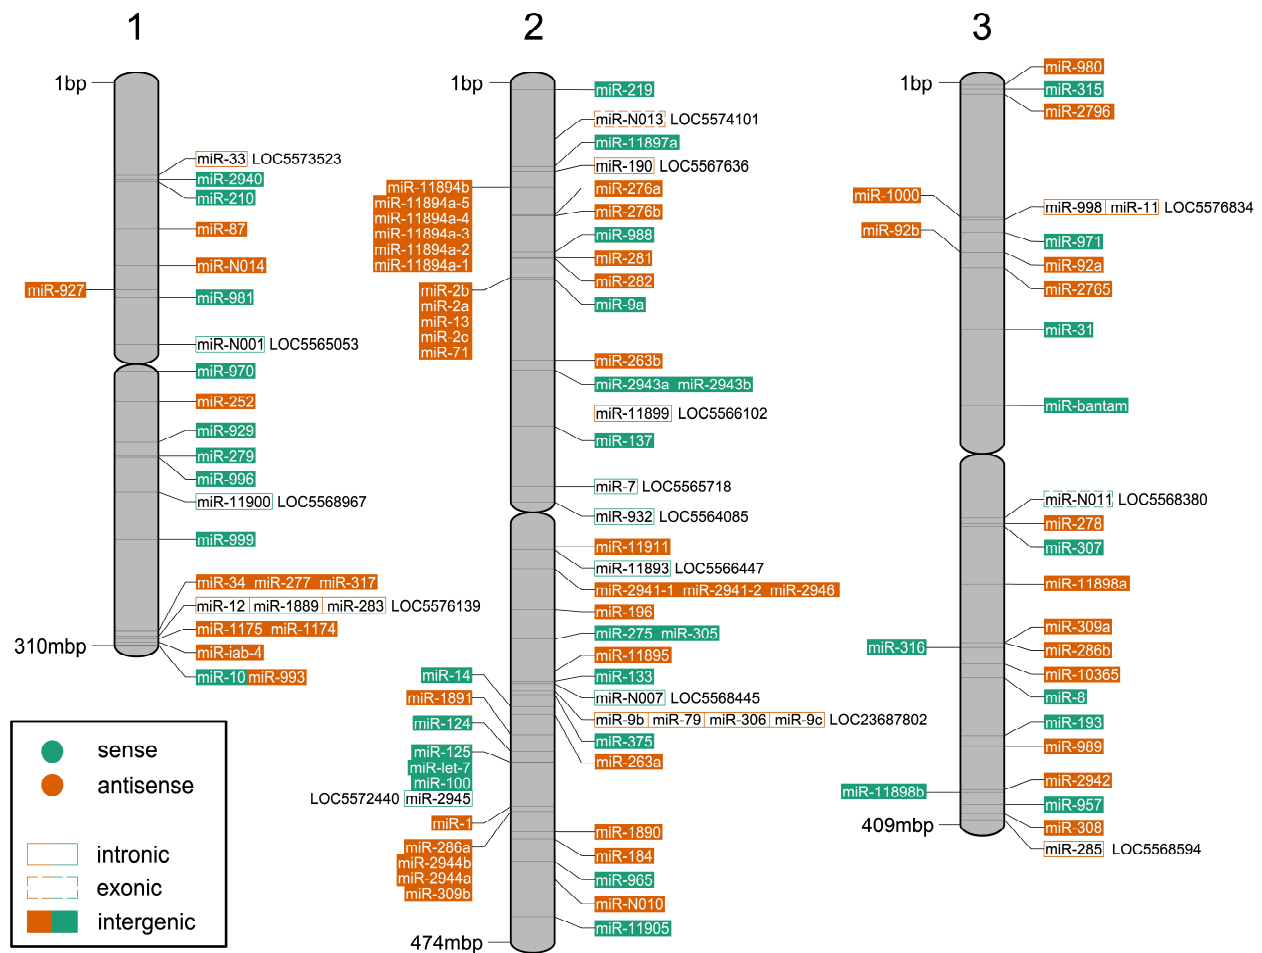 1
1bp
miR-33 LOC5573523
miR-2940
miR-210
miR-87
miR-N014
miR-927
miR-981
miR-N001 LOC5565053
miR-970
miR-252
miR-929
miR-279
miR-996
miR-11900 LOC5568967
miR-999
miR-34 miR-277 miR-317
miR-12 miR-1889 miR-283 LOC5576139
miR-1175 miR-1174
310mbp
miR-iab-4
miR-10 miR-993
2
1bp
miR-219
miR-N013 LOC5574101
miR-11897a
miR-190 LOC5567636
miR-11894b
miR-11894a-5
miR-11894a-4
miR-11894a-3
miR-11894a-2
miR-11894a-1
miR-2b
miR-2a
miR-13
miR-2c
miR-71
miR-276a
miR-276b
miR-988
miR-281
miR-282
miR-9a
miR-263b
miR-2943a miR-2943b
miR-11899 LOC5566102
miR-137
miR-7 LOC5565718
miR-932 LOC5564085
miR-11911
miR-11893 LOC5566447
miR-2941-1 miR-2941-2 miR-2946
miR-196
miR-275 miR-305
miR-11895
miR-133
miR-N007 LOC5568445
miR-9b miR-79 miR-306 miR-9c LOC23687802
miR-375
miR-263a
miR-14
miR-1891
miR-124
miR-125
miR-let-7
miR-100
LOC5572440 miR-2945
miR-1
miR-286a
miR-2944b
miR-2944a
miR-309b
miR-1890
miR-184
miR-965
miR-N010
miR-11905
474mbp
3
miR-980
1bp
miR-315
miR-2796
miR-1000
miR-998 miR-11 LOC5576834
miR-92b
miR-971
miR-92a
miR-2765
miR-31
miR-bantam
miR-N011 LOC5568380
miR-278
miR-307
miR-11898a
miR-309a
miR-316
miR-286b
miR-10365
miR-8
miR-193
miR-989
miR-2942
miR-11898b
miR-957
409mbp
miR-308
miR-285 LOC5568594
sense
antisense
intronic
exonic
intergenic